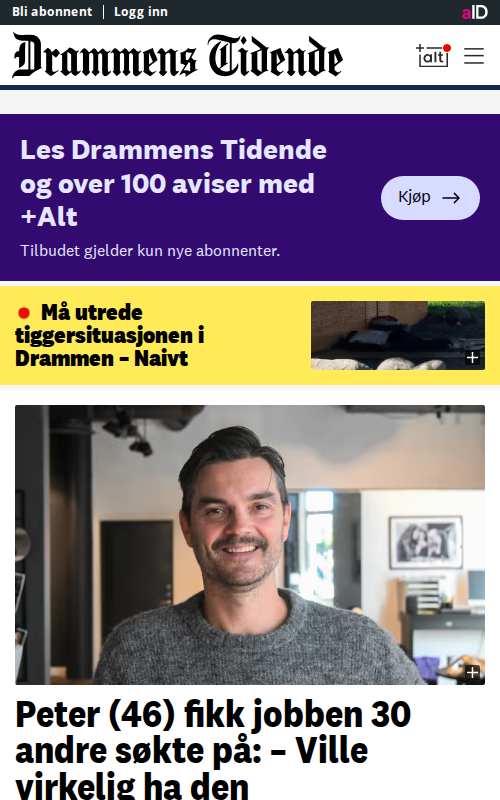 Bli abonnent | Logg inn
aID
Drammens Tidende
+alt
Les Drammens Tidende
og over 100 aviser med
+Alt
Kjøp →
Tilbudet gjelder kun nye abonnenter.
Må utrede
tiggersituasjonen i
Drammen – Naivt
Peter (46) fikk jobben 30
andre søkte på: – Ville
virkelig ha den